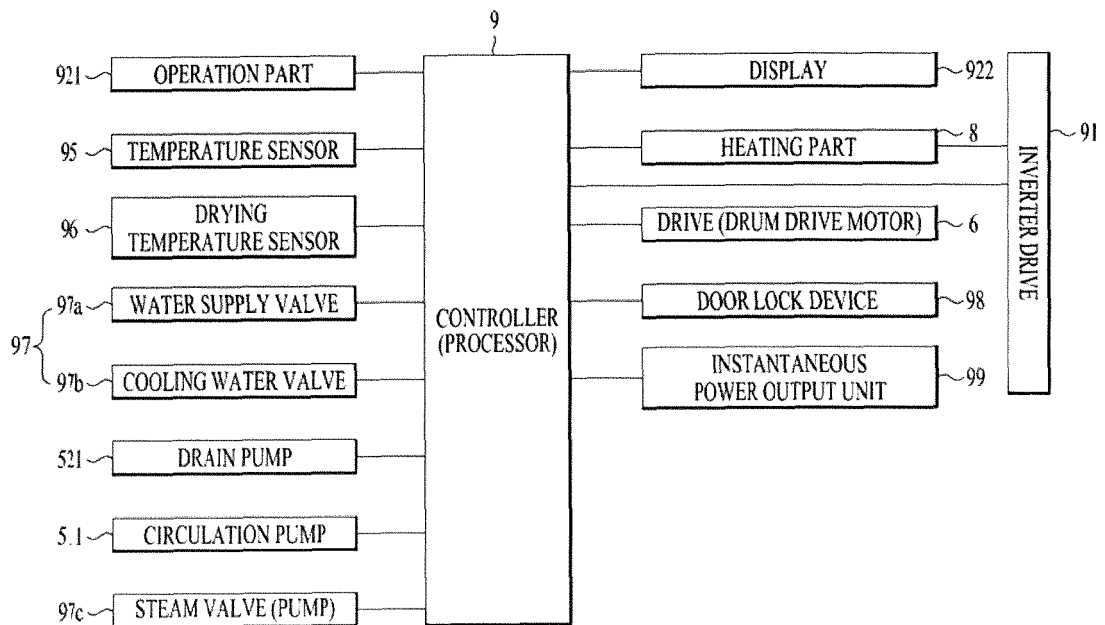 9
921 OPERATION PART
95 TEMPERATURE SENSOR
96 DRYING
TEMPERATURE SENSOR
97a WATER SUPPLY VALVE
97
97b COOLING WATER VALVE
521 DRAIN PUMP
5.1 CIRCULATION PUMP
97c STEAM VALVE (PUMP)
CONTROLLER
(PROCESSOR)
DISPLAY 922
HEATING PART 8
DRIVE (DRUM DRIVE MOTOR) 6
DOOR LOCK DEVICE 98
INSTANTANEOUS
POWER OUTPUT UNIT 99
INVERTER DRIVE 91